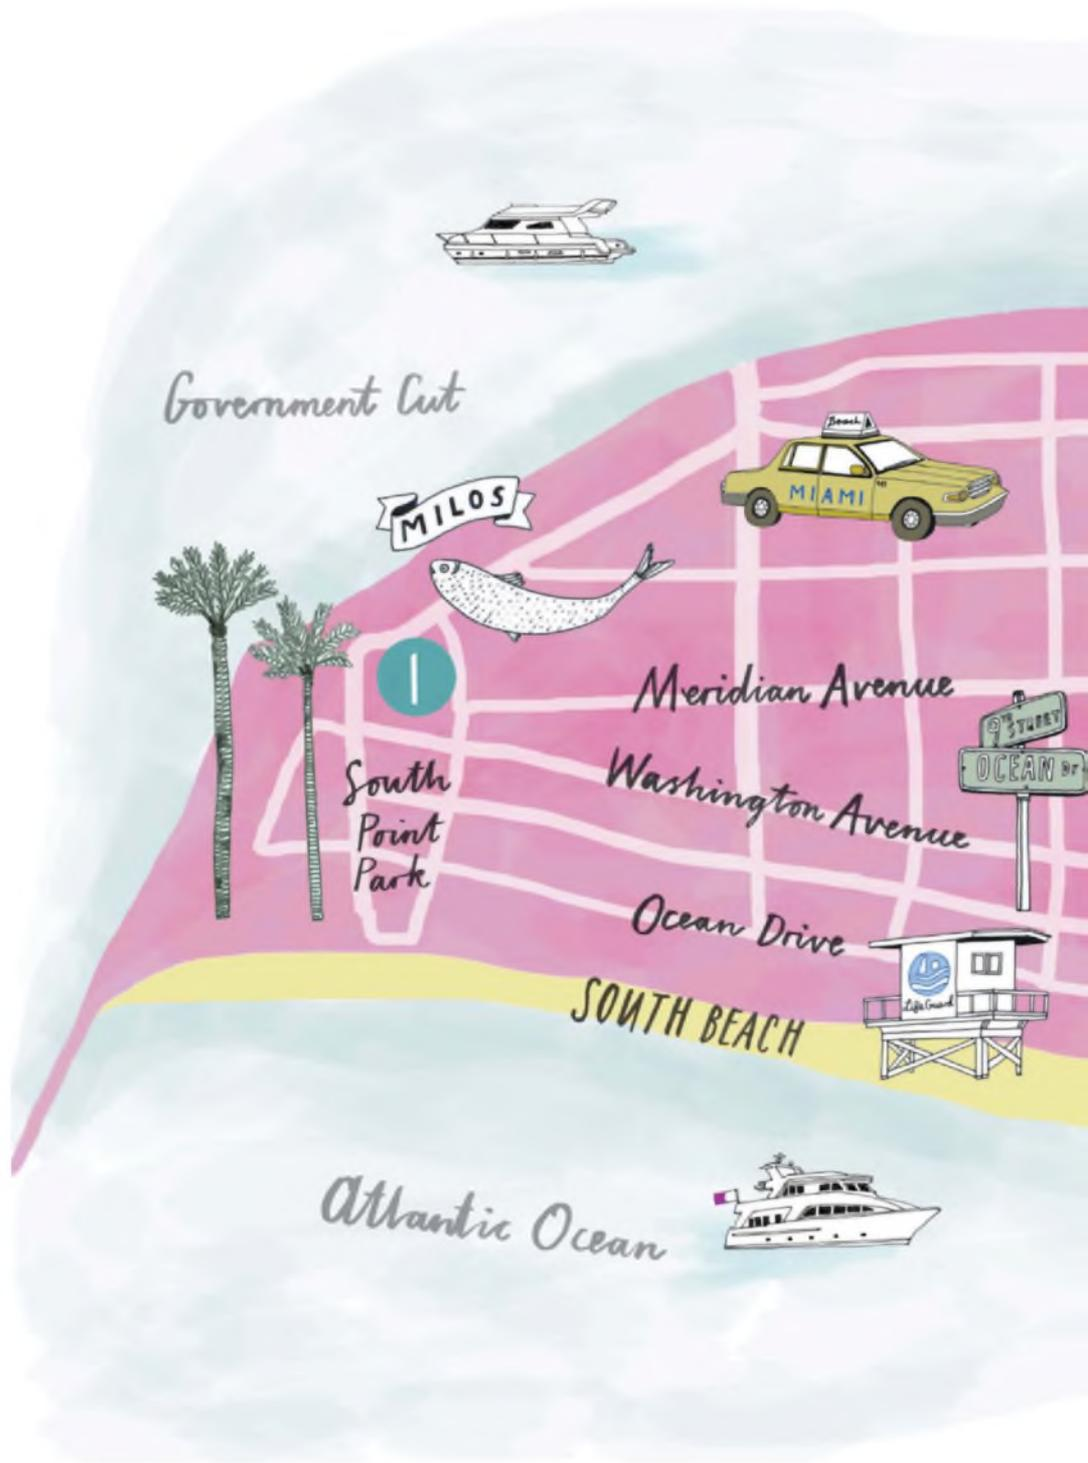 Government Cut
Beach
MIAMI
MILOS
1
Meridian Avenue
9TH STREET
OCEAN DR
Washington Avenue
South
Point
Park
Ocean Drive
Life Guard
SOUTH BEACH
Atlantic Ocean